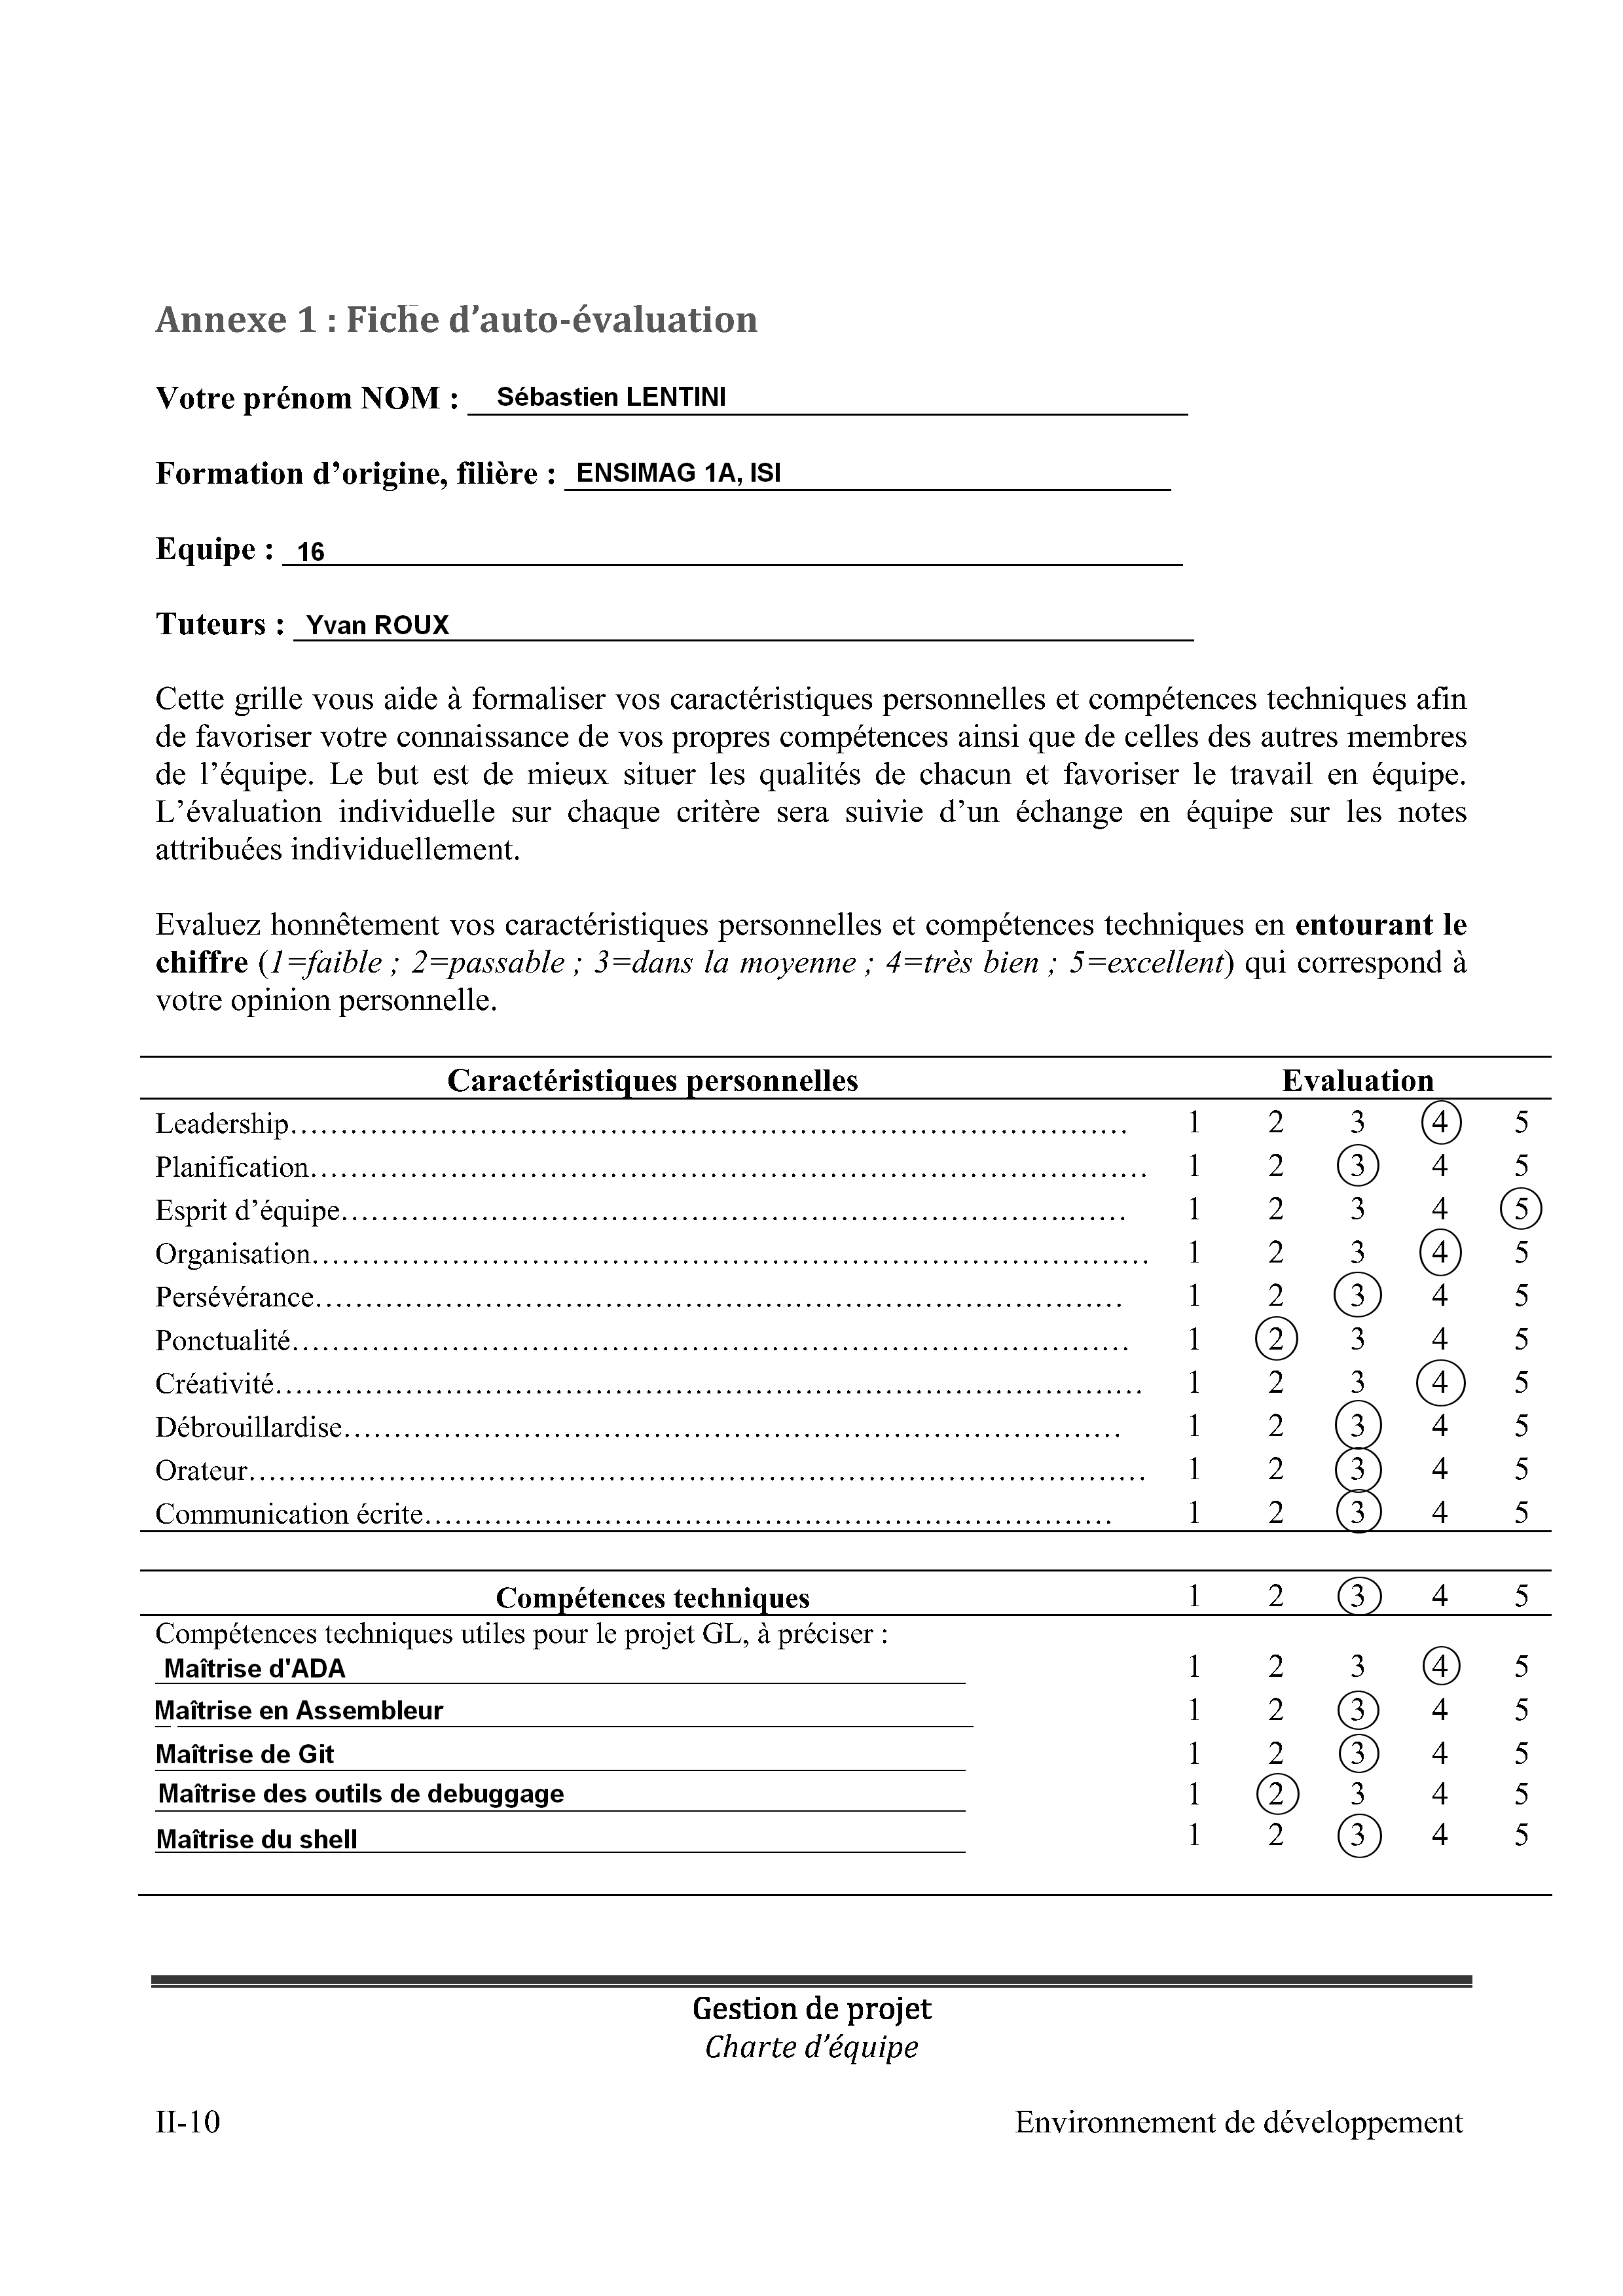 Annexe 1 : Fiche d’auto-évaluation
Votre prénom NOM : Sébastien LENTINI
Formation d’origine, filière : ENSIMAG 1A, ISI
Equipe : 16
Tuteurs : Yvan ROUX
Cette grille vous aide à formaliser vos caractéristiques personnelles et compétences techniques afin
de favoriser votre connaissance de vos propres compétences ainsi que de celles des autres membres
de l’équipe. Le but est de mieux situer les qualités de chacun et favoriser le travail en équipe.
L’évaluation individuelle sur chaque critère sera suivie d’un échange en équipe sur les notes
attribuées individuellement.
Evaluez honnêtement vos caractéristiques personnelles et compétences techniques en entourant le
chiffre (1=faible ; 2=passable ; 3=dans la moyenne ; 4=très bien ; 5=excellent) qui correspond à
votre opinion personnelle.
Caractéristiques personnelles Evaluation
Leadership 1 2 3 4 5
Planification 1 2 3 4 5
Esprit d’équipe 1 2 3 4 5
Organisation 1 2 3 4 5
Persévérance 1 2 3 4 5
Ponctualité 1 2 3 4 5
Créativité 1 2 3 4 5
Débrouillardise 1 2 3 4 5
Orateur 1 2 3 4 5
Communication écrite 1 2 3 4 5
Compétences techniques 1 2 3 4 5
Compétences techniques utiles pour le projet GL, à préciser :
Maîtrise d'ADA 1 2 3 4 5
Maîtrise en Assembleur 1 2 3 4 5
Maîtrise de Git 1 2 3 4 5
Maîtrise des outils de debuggage 1 2 3 4 5
Maîtrise du shell 1 2 3 4 5
Gestion de projet
Charte d’équipe
II-10 Environnement de développement